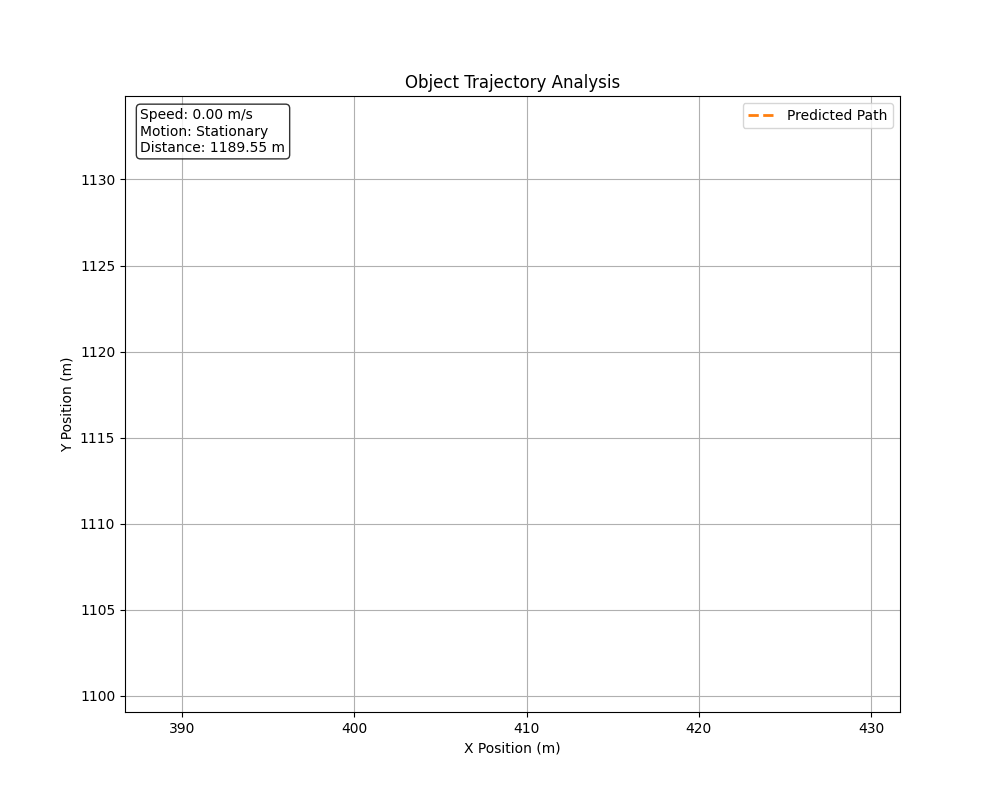 Object Trajectory Analysis
Speed: 0.00 m/s
Motion: Stationary
Distance: 1189.55 m
Predicted Path
1130
1125
1120
1115
1110
1105
1100
Y Position (m)
390
400
410
420
430
X Position (m)